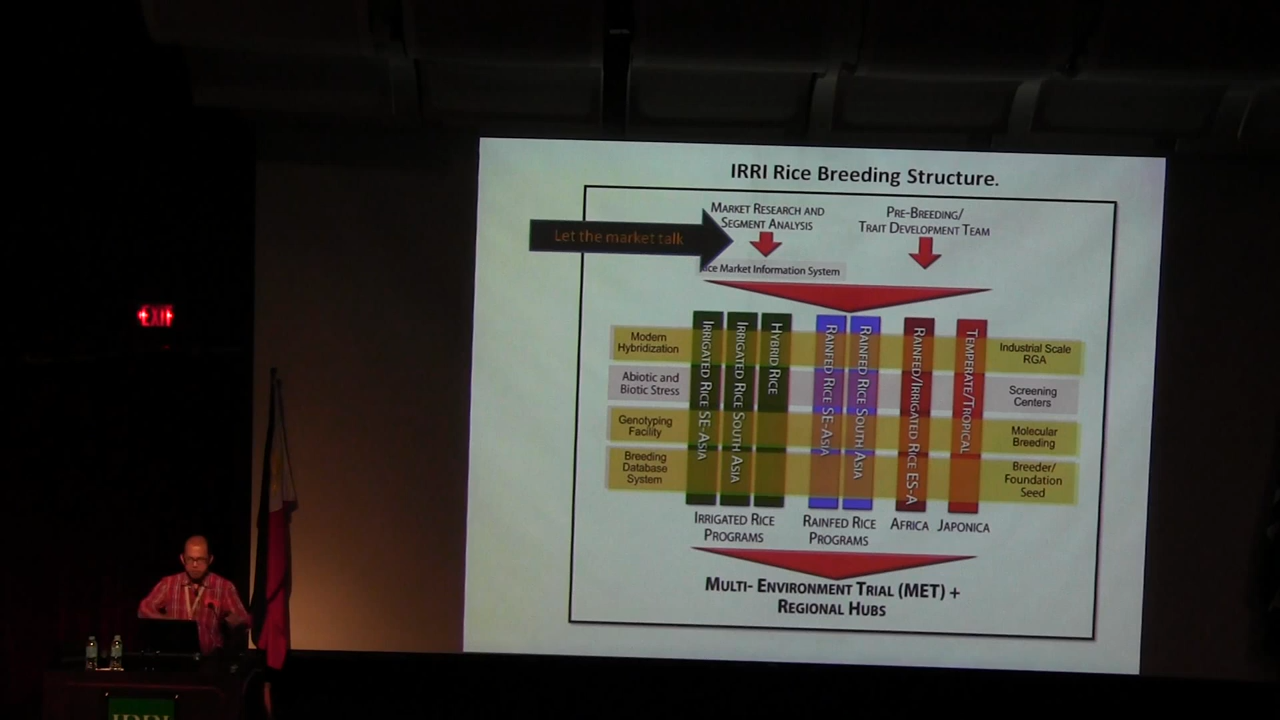 IRRI Rice Breeding Structure.
MARKET RESEARCH AND
SEGMENT ANALYSIS
PRE-BREEDING/
TRAIT DEVELOPMENT TEAM
Let the market talk
ice Market Information System
Modern
Hybridization
Abiotic and
Biotic Stress
Genotyping
Facility
Breeding
Database
System
IRRIGATED RICE SE-ASIA
IRRIGATED RICE SOUTH ASIA
HYBRID RICE
RAINFED RICE SE-ASIA
RAINFED RICE SOUTH ASIA
RAINFED/IRRIGATED RICE ES-A
TEMPERATE/TROPICAL
Industrial Scale
RGA
Screening
Centers
Molecular
Breeding
Breeder/
Foundation
Seed
IRRIGATED RICE
PROGRAMS
RAINFED RICE
PROGRAMS
AFRICA
JAPONICA
MULTI- ENVIRONMENT TRIAL (MET) +
REGIONAL HUBS
EXIT
IRRI